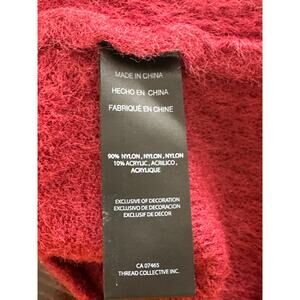 MADE IN CHINA
HECHO EN CHINA
FABRIQUÉ EN CHINE
90% NYLON, NYLON, NYLON
10% ACRYLIC, ACRILICO,
ACRYLIQUE
EXCLUSIVE OF DECORATION
EXCLUSIVO DE DECORACION
EXCLUSIF DE DECOR
CA 07465
THREAD COLLECTIVE INC.